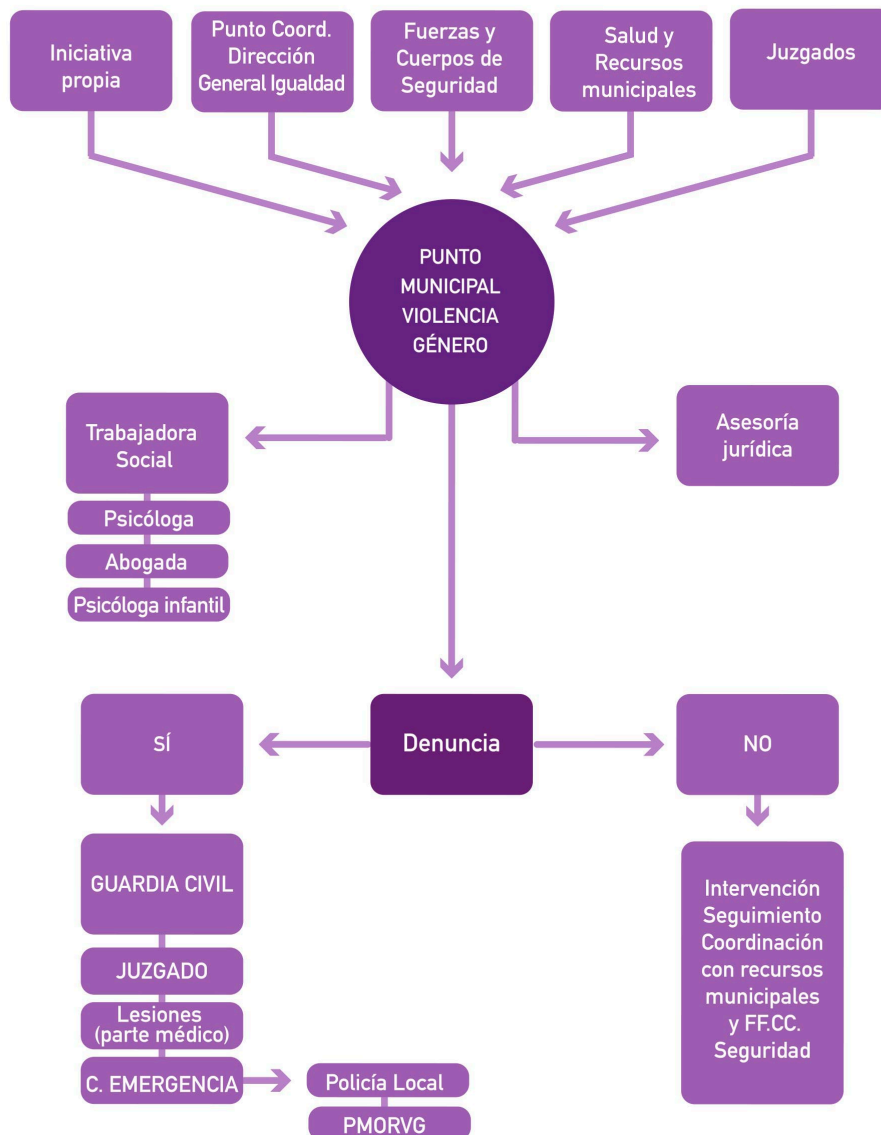 Iniciativa
propia
Punto Coord.
Dirección
General Igualdad
Fuerzas y
Cuerpos de
Seguridad
Salud y
Recursos
municipales
Juzgados
PUNTO
MUNICIPAL
VIOLENCIA
GÉNERO
Trabajadora
Social
Psicóloga
Abogada
Psicóloga infantil
Asesoría
jurídica
Denuncia
SÍ
NO
GUARDIA CIVIL
JUZGADO
Lesiones
(parte médico)
C. EMERGENCIA
Policía Local
PMORVG
Intervención
Seguimiento
Coordinación
con recursos
municipales
y FF.CC.
Seguridad